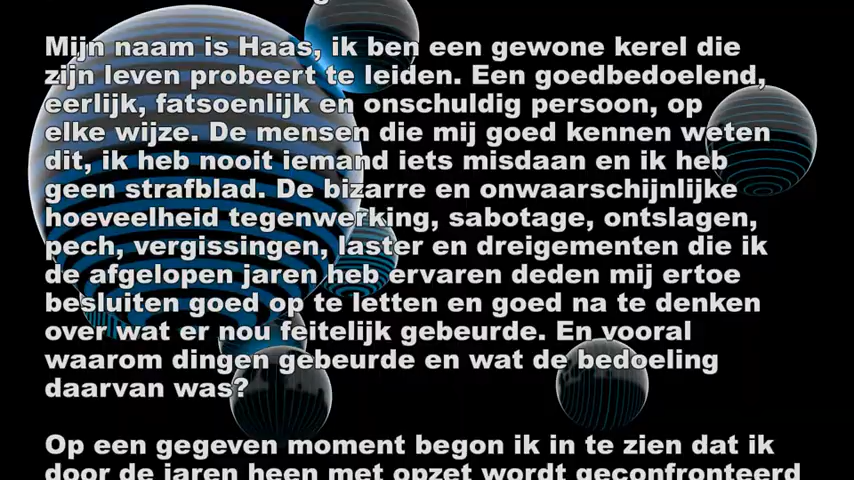 Mijn naam is Haas, ik ben een gewone kerel die
zijn leven probeert te leiden. Een goedbedoelend,
eerlijk, fatsoenlijk en onschuldig persoon, op
elke wijze. De mensen die mij goed kennen weten
dit, ik heb nooit iemand iets misdaan en ik heb
geen strafblad. De bizarre en onwaarschijnlijke
hoeveelheid tegenwerking, sabotage, ontslagen,
pech, vergissingen, laster en dreigementen die ik
de afgelopen jaren heb ervaren deden mij ertoe
besluiten goed op te letten en goed na te denken
over wat er nou feitelijk gebeurde. En vooral
waarom dingen gebeurde en wat de bedoeling
daarvan was?
Op een gegeven moment begon ik in te zien dat ik
door de jaren heen met opzet wordt geconfronteerd